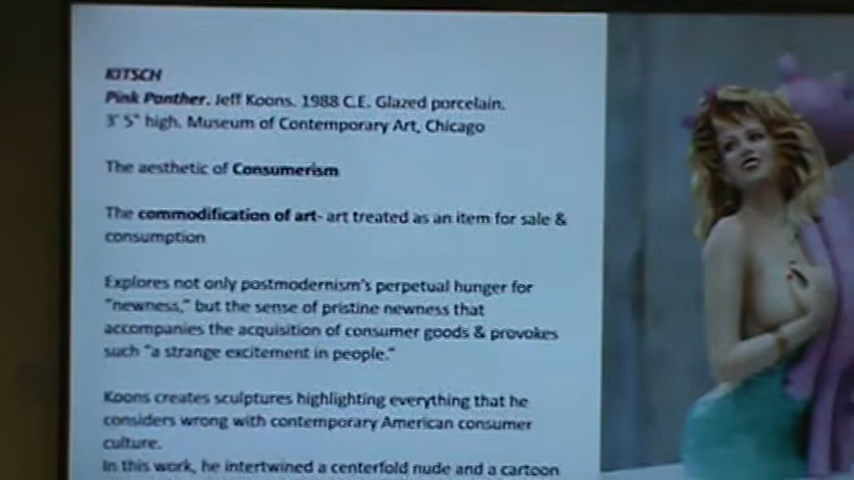 KITSCH
Pink Panther. Jeff Koons. 1988 C.E. Glazed porcelain.
3' 5" high. Museum of Contemporary Art, Chicago
The aesthetic of Consumerism
The commodification of art- art treated as an item for sale &
consumption
Explores not only postmodernism's perpetual hunger for
"newness," but the sense of pristine newness that
accompanies the acquisition of consumer goods & provokes
such "a strange excitement in people."
Koons creates sculptures highlighting everything that he
considers wrong with contemporary American consumer
culture.
In this work, he intertwined a centerfold nude and a cartoon